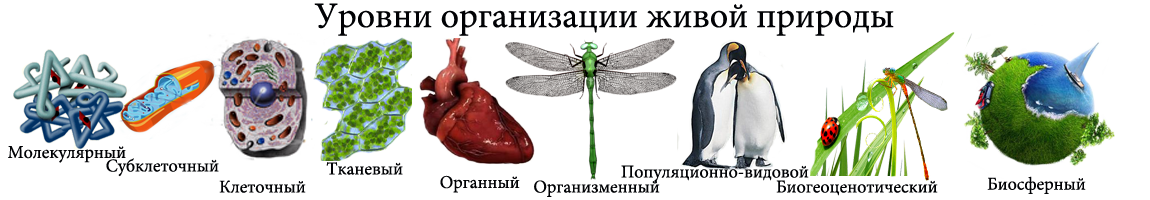 Уровни организации живой природы
Молекулярный
Субклеточный
Клеточный
Тканевый
Органный
Организменный
Популяционно-видовой
Биогеоценотический
Биосферный